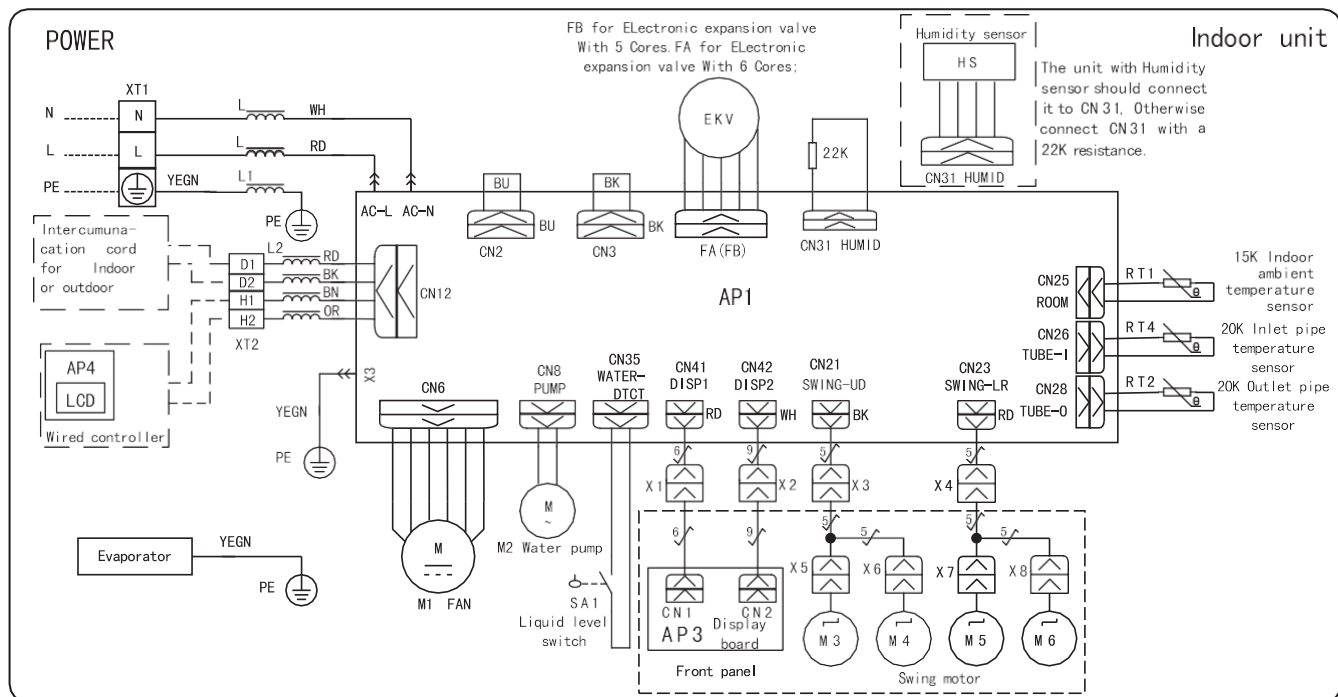 POWER
FB for ELectronic expansion valve
With 5 Cores. FA for ELectronic
expansion valve With 6 Cores;
Indoor unit
Humidity sensor
HS
The unit with Humidity
sensor should connect
it to CN31, Otherwise
connect CN31 with a
22K resistance.
CN31 HUMID
XT1
N
N
L
WH
L
L
L
RD
PE
YEGN
L1
PE
EKV
22K
AC-L
AC-N
BU
BU
CN2
BK
BK
CN3
FA(FB)
CN31 HUMID
Intercumuna-
cation cord
for Indoor
or outdoor
D1
D2
H1
H2
XT2
L2
RD
BK
BN
OR
CN12
AP1
CN25
ROOM
RT1
θ
15K Indoor
ambient
temperature
sensor
CN26
TUBE-I
RT4
θ
20K Inlet pipe
temperature
sensor
CN28
TUBE-O
RT2
θ
20K Outlet pipe
temperature
sensor
AP4
LCD
Wired controller
X3
YEGN
PE
CN6
CN8
PUMP
CN35
WATER-
DTCT
CN41
DISP1
RD
CN42
DISP2
WH
CN21
SWING-UD
BK
CN23
SWING-LR
RD
6
9
5
5
X1
X2
X3
X4
6
9
5
5
5
5
M
~
M2 Water pump
M
M1 FAN
Evaporator
YEGN
PE
SA1
Liquid level
switch
CN1
CN2
AP3
Display
board
Front panel
X5
X6
X7
X8
M3
M4
M5
M6
Swing motor